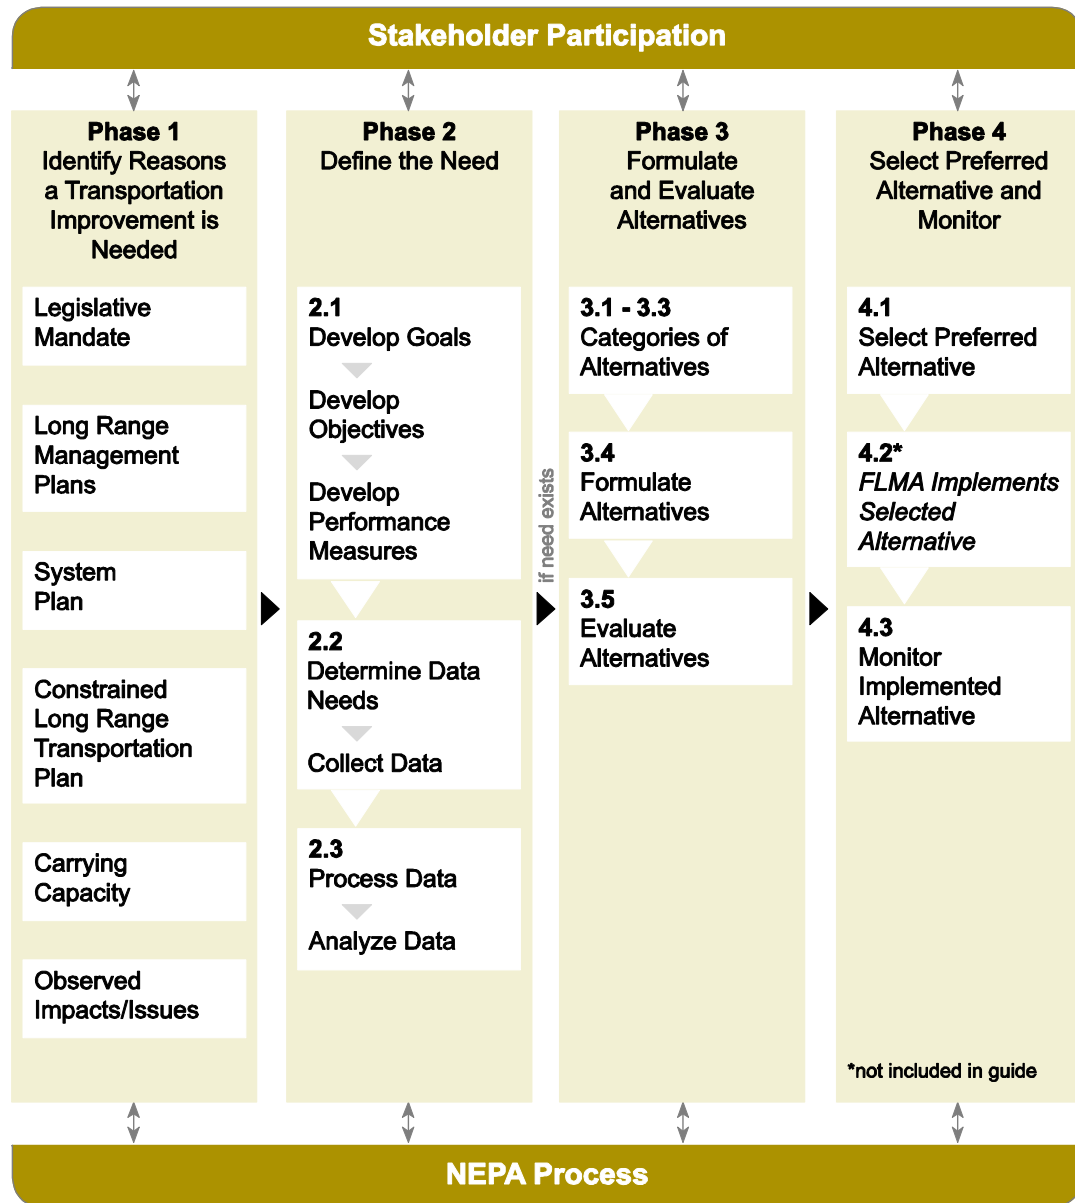 Stakeholder Participation
Phase 1
Identify Reasons
a Transportation
Improvement is
Needed
Legislative
Mandate
Long Range
Management
Plans
System
Plan
Constrained
Long Range
Transportation
Plan
Carrying
Capacity
Observed
Impacts/Issues
Phase 2
Define the Need
2.1
Develop Goals
Develop
Objectives
Develop
Performance
Measures
2.2
Determine Data
Needs
Collect Data
2.3
Process Data
Analyze Data
if need exists
Phase 3
Formulate
and Evaluate
Alternatives
3.1 - 3.3
Categories of
Alternatives
3.4
Formulate
Alternatives
3.5
Evaluate
Alternatives
Phase 4
Select Preferred
Alternative and
Monitor
4.1
Select Preferred
Alternative
4.2*
FLMA Implements
Selected
Alternative
4.3
Monitor
Implemented
Alternative
*not included in guide
NEPA Process